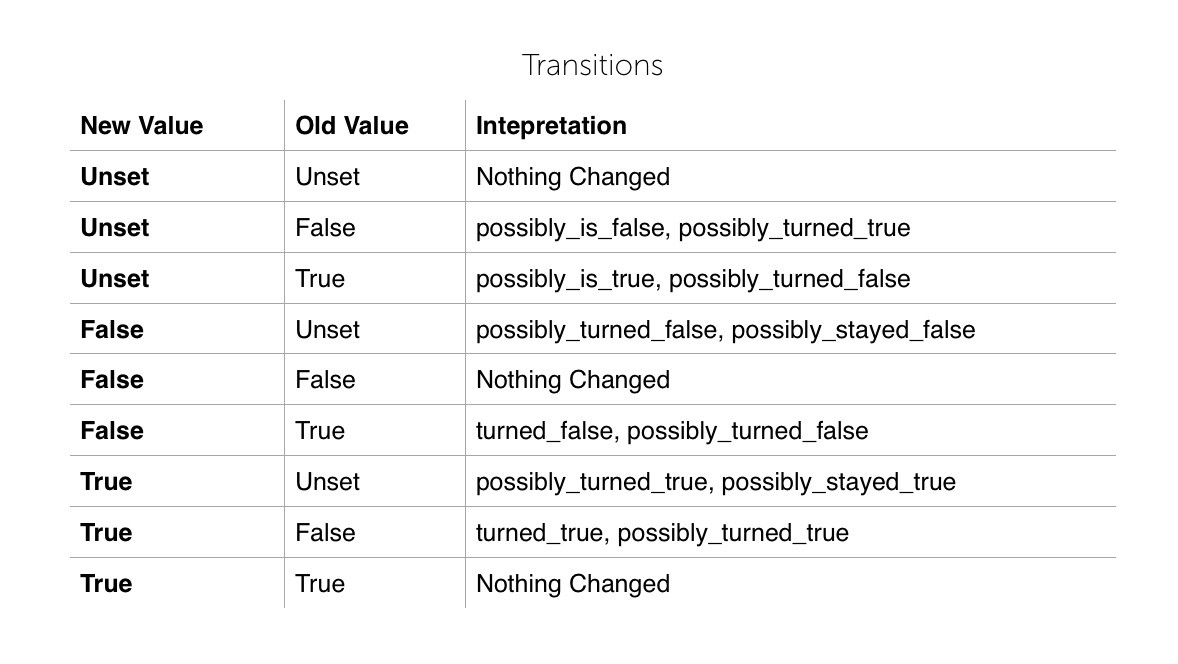 Transitions
New Value Old Value Intepretation
Unset Unset Nothing Changed
Unset False possibly_is_false, possibly_turned_true
Unset True possibly_is_true, possibly_turned_false
False Unset possibly_turned_false, possibly_stayed_false
False False Nothing Changed
False True turned_false, possibly_turned_false
True Unset possibly_turned_true, possibly_stayed_true
True False turned_true, possibly_turned_true
True True Nothing Changed